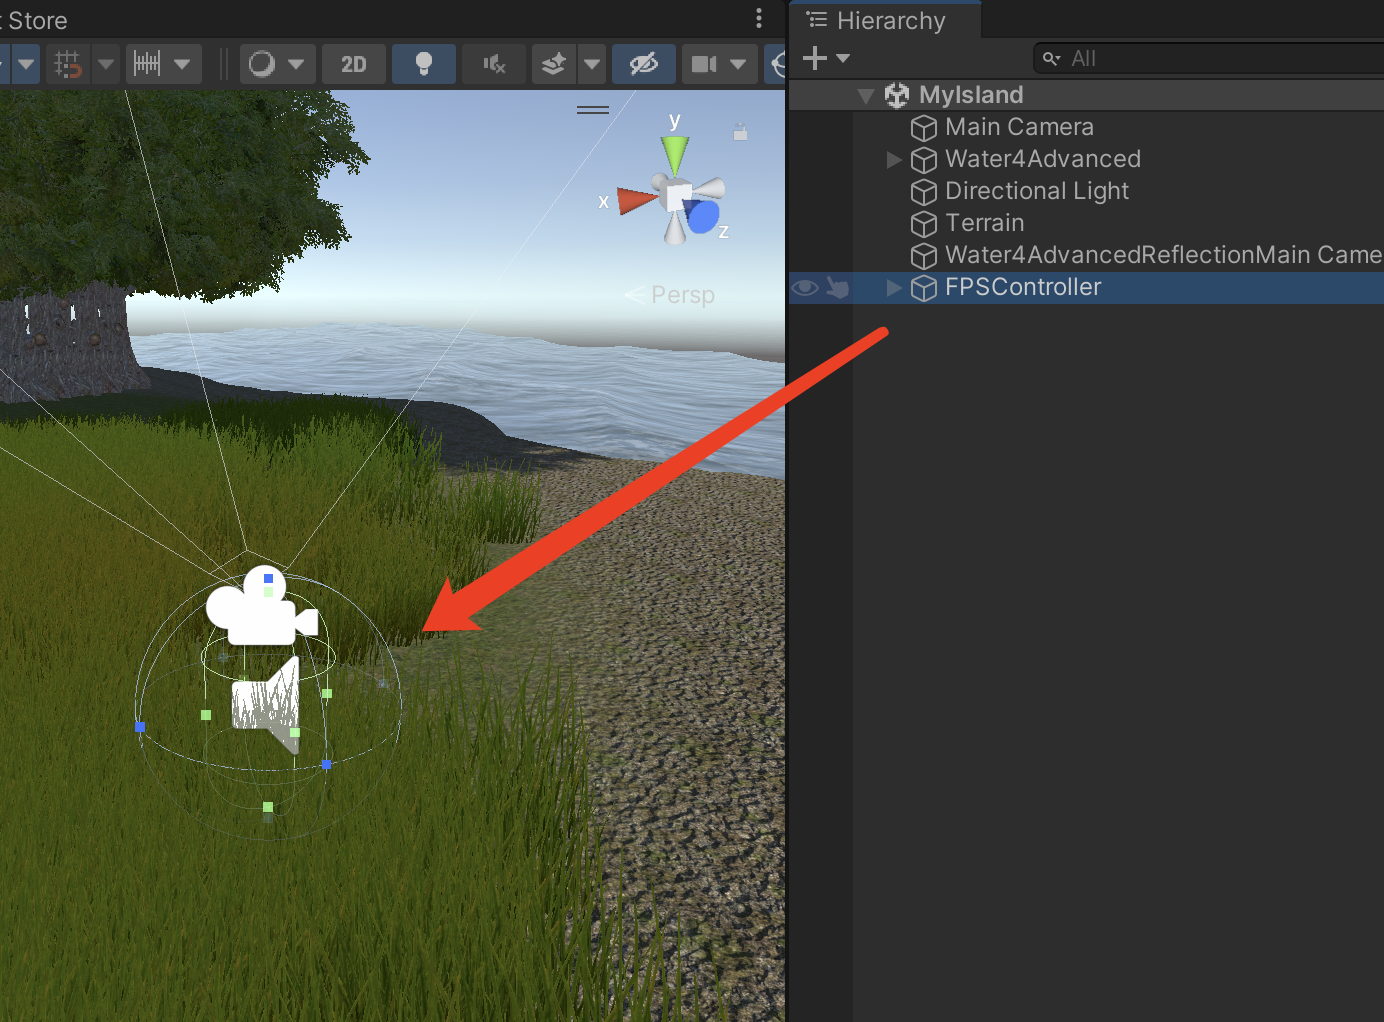 t Store
Hierarchy
2D
All
MyIsland
Main Camera
Water4Advanced
Directional Light
Terrain
Water4AdvancedReflectionMain Came
FPSController
y
x
z
Persp